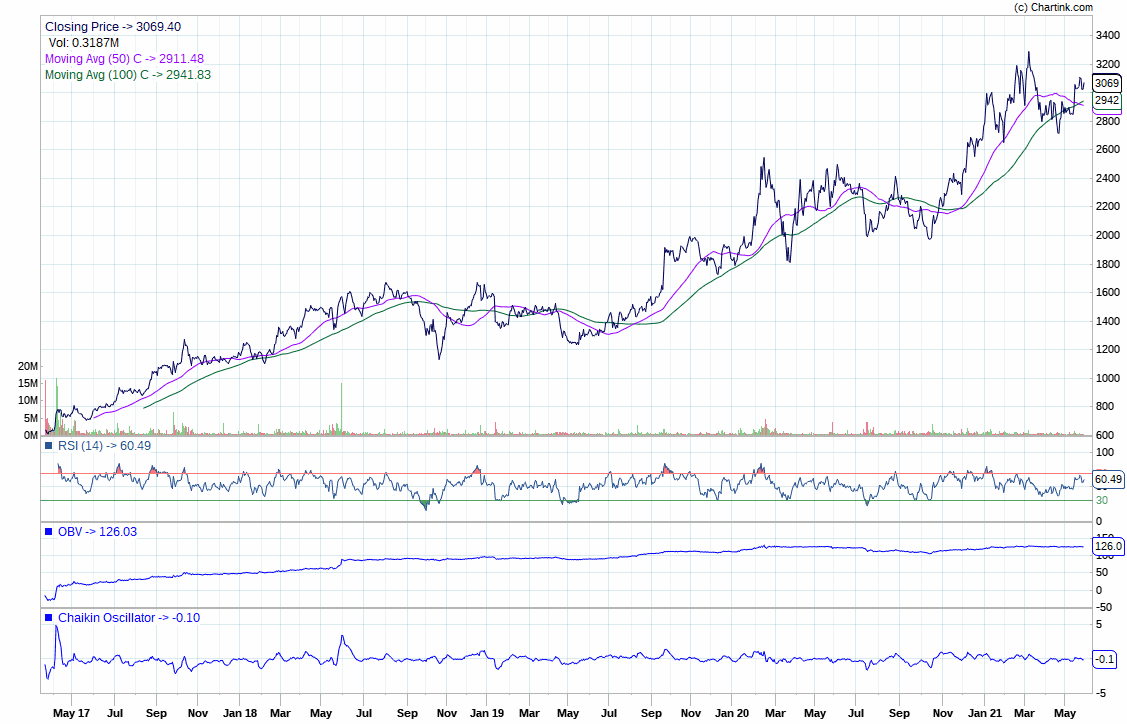 (c) Chartink.com
Closing Price -> 3069.40
Vol: 0.3187M
Moving Avg (50) C -> 2911.48
Moving Avg (100) C -> 2941.83
3400
3200
3069
2942
2800
2600
2400
2200
2000
1800
1600
1400
1200
1000
800
600
20M
15M
10M
5M
0M
RSI (14) -> 60.49
100
60.49
30
0
OBV -> 126.03
126.0
50
0
-50
Chaikin Oscillator -> -0.10
5
-0.1
-5
May 17 Jul Sep Nov Jan 18 Mar May Jul Sep Nov Jan 19 Mar May Jul Sep Nov Jan 20 Mar May Jul Sep Nov Jan 21 Mar May